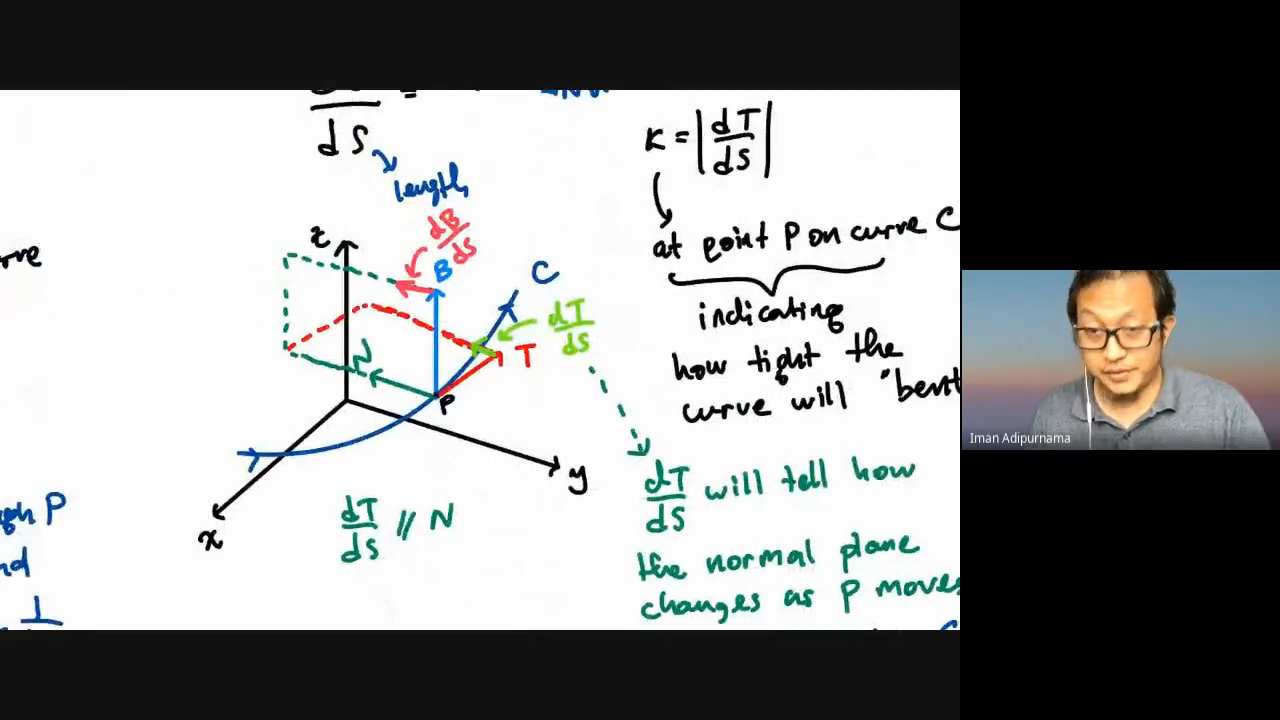 dS
length
κ = |dT/dS|
at point P on curve C
indicating
how tight the
curve will "bent
z
dB/dS
B
C
dT/dS
T
N
P
y
x
dT/dS // N
dT/dS will tell how
the normal plane
changes as P moves
P
Iman Adipurnama